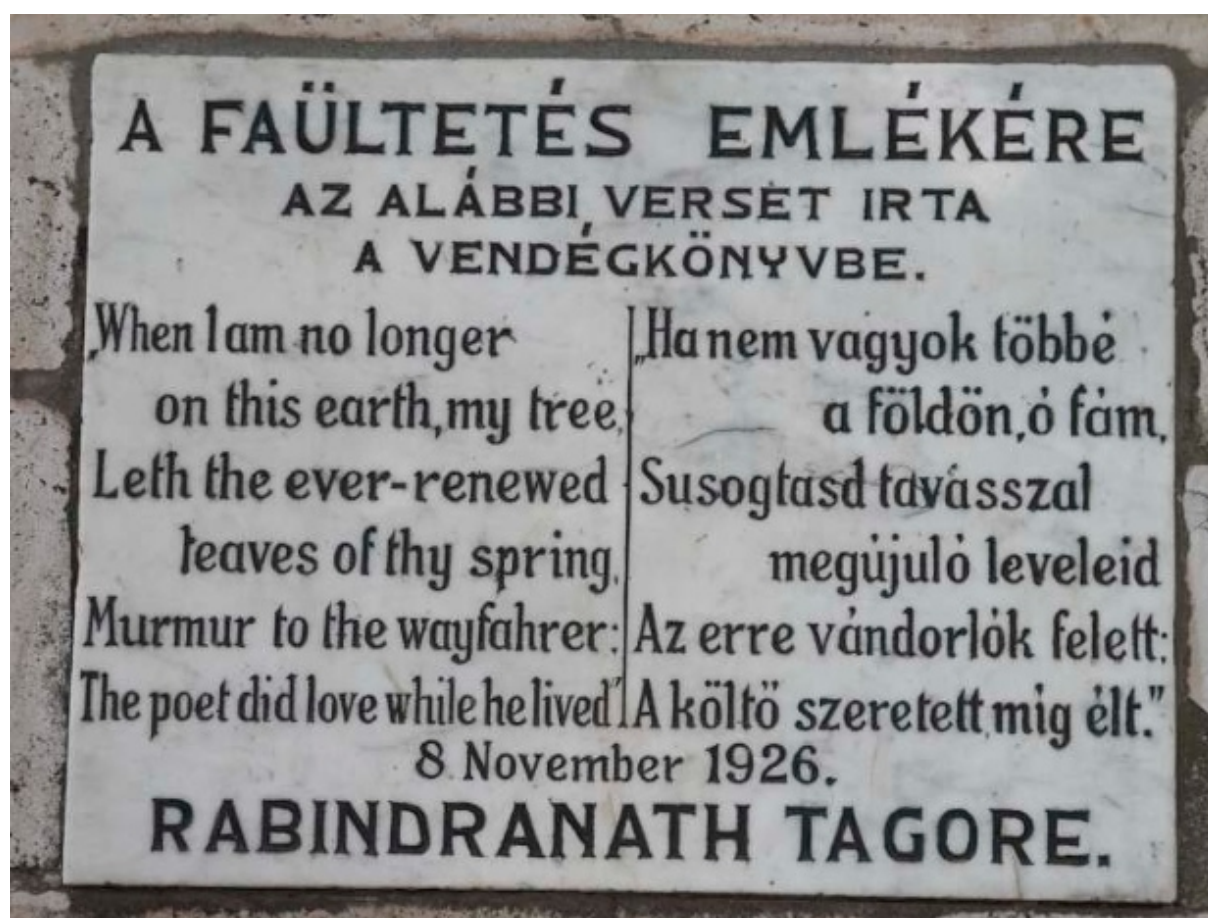 A FAÜLTETÉS EMLÉKÉRE
AZ ALÁBBI VERSET IRTA
A VENDÉGKÖNYVBE.
„When I am no longer
on this earth, my tree,
Leth the ever-renewed
leaves of thy spring,
Murmur to the wayfahrer:
The poet did love while he lived"
„Ha nem vagyok többé
a földön, ó fám,
Susogtasd tavásszal
megújuló leveleid
Az erre vándorlók felett:
A költö szeretett, mig élt."
8 November 1926.
RABINDRANATH TAGORE.